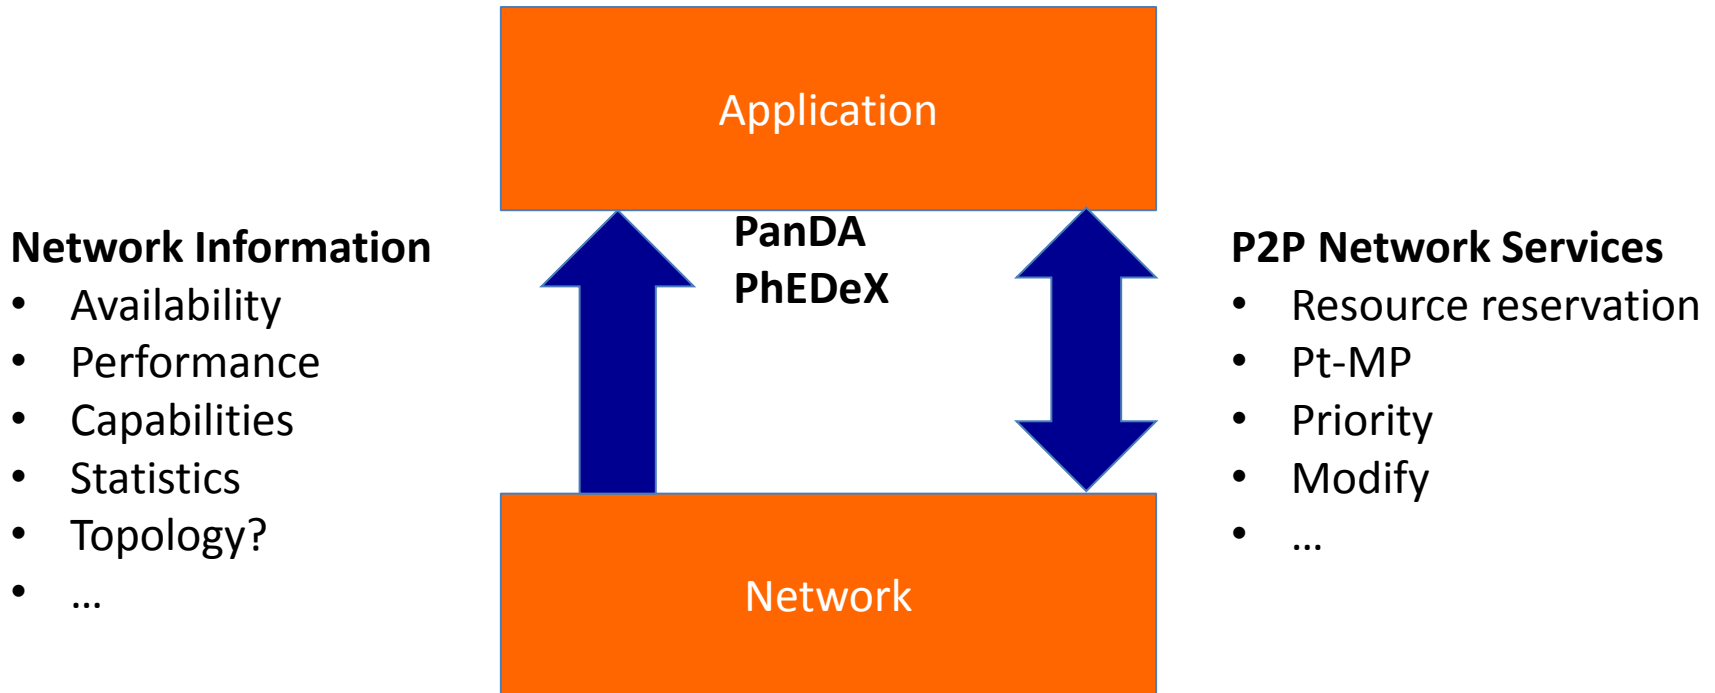 Application
PanDA
PhEDeX
Network Information
• Availability
• Performance
• Capabilities
• Statistics
• Topology?
• ...
P2P Network Services
• Resource reservation
• Pt-MP
• Priority
• Modify
• ...
Network